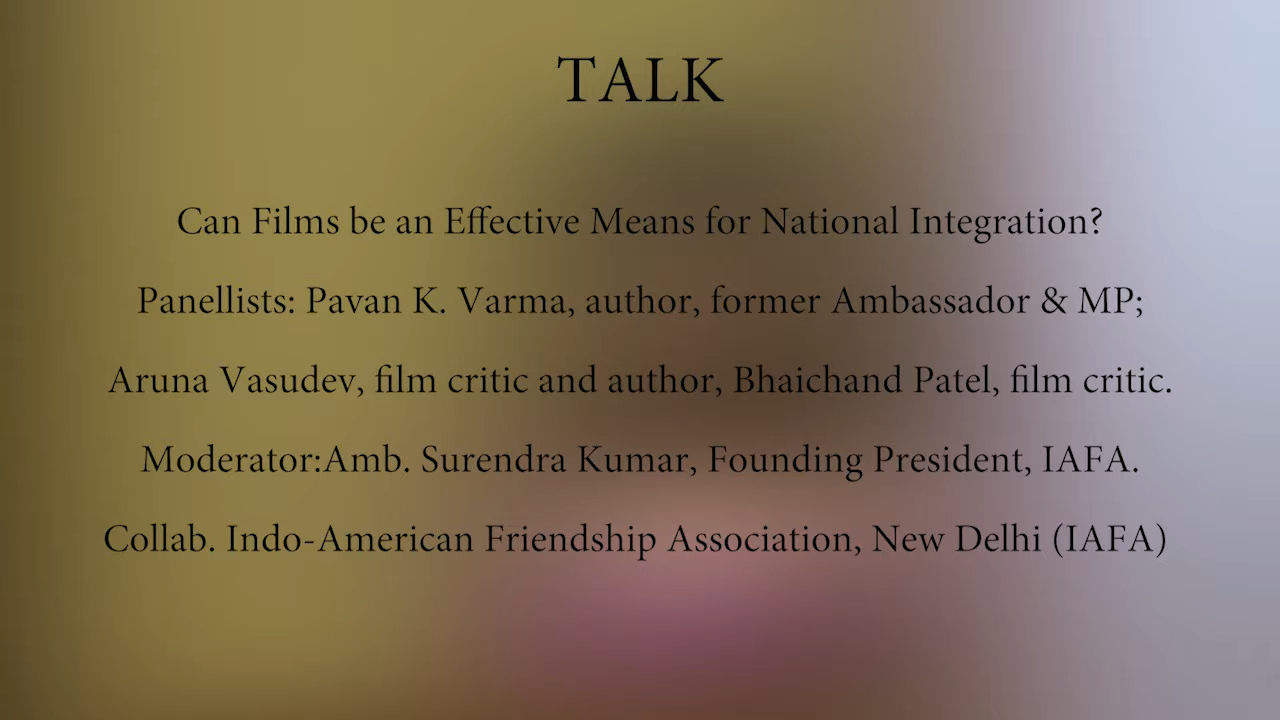 TALK
Can Films be an Effective Means for National Integration?
Panellists: Pavan K. Varma, author, former Ambassador & MP;
Aruna Vasudev, film critic and author, Bhaichand Patel, film critic.
Moderator:Amb. Surendra Kumar, Founding President, IAFA.
Collab. Indo-American Friendship Association, New Delhi (IAFA)